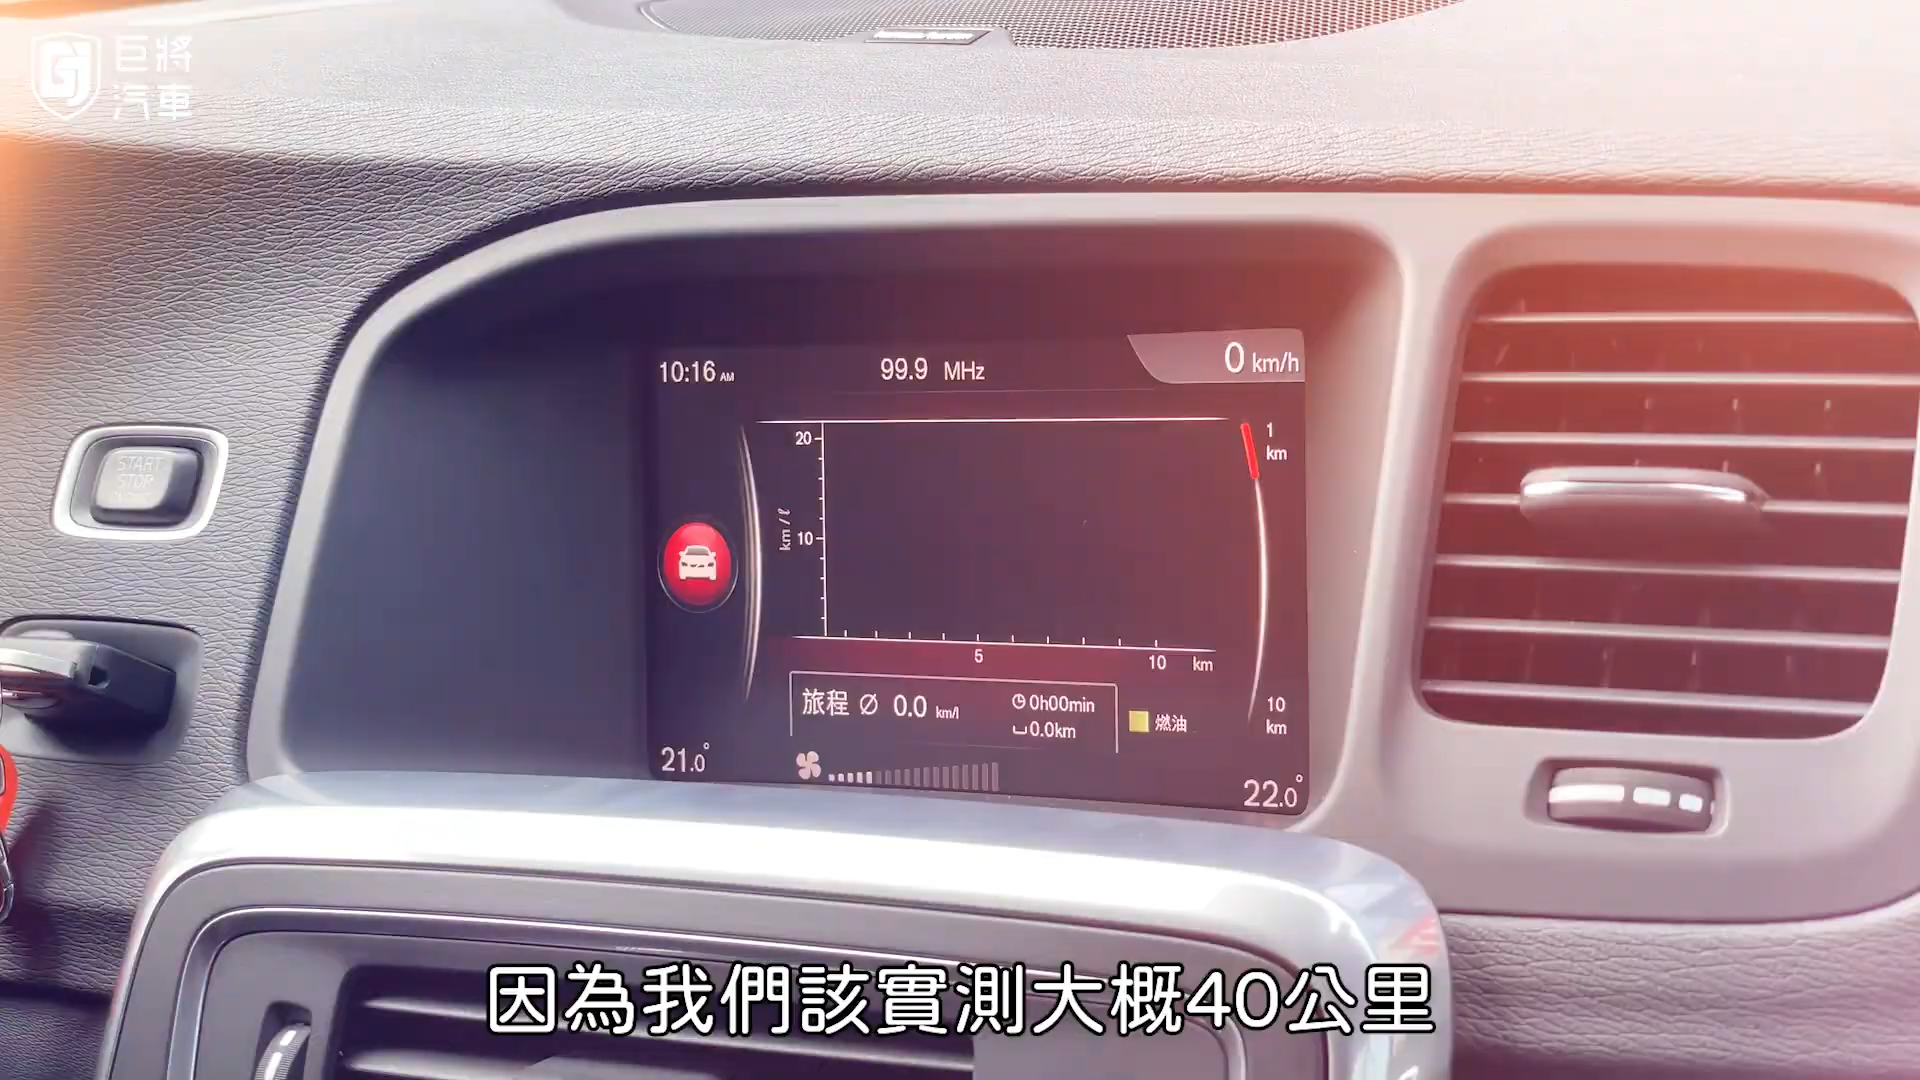 GJ 巨將
汽車
START
STOP
10:16 AM
99.9 MHz
0 km/h
20
10
km/ℓ
5
10
km
1
km
10
km
旅程 ∅ 0.0 km/l
0h00min
0.0km
燃油
21.0°
22.0°
因為我們該實測大概40公里